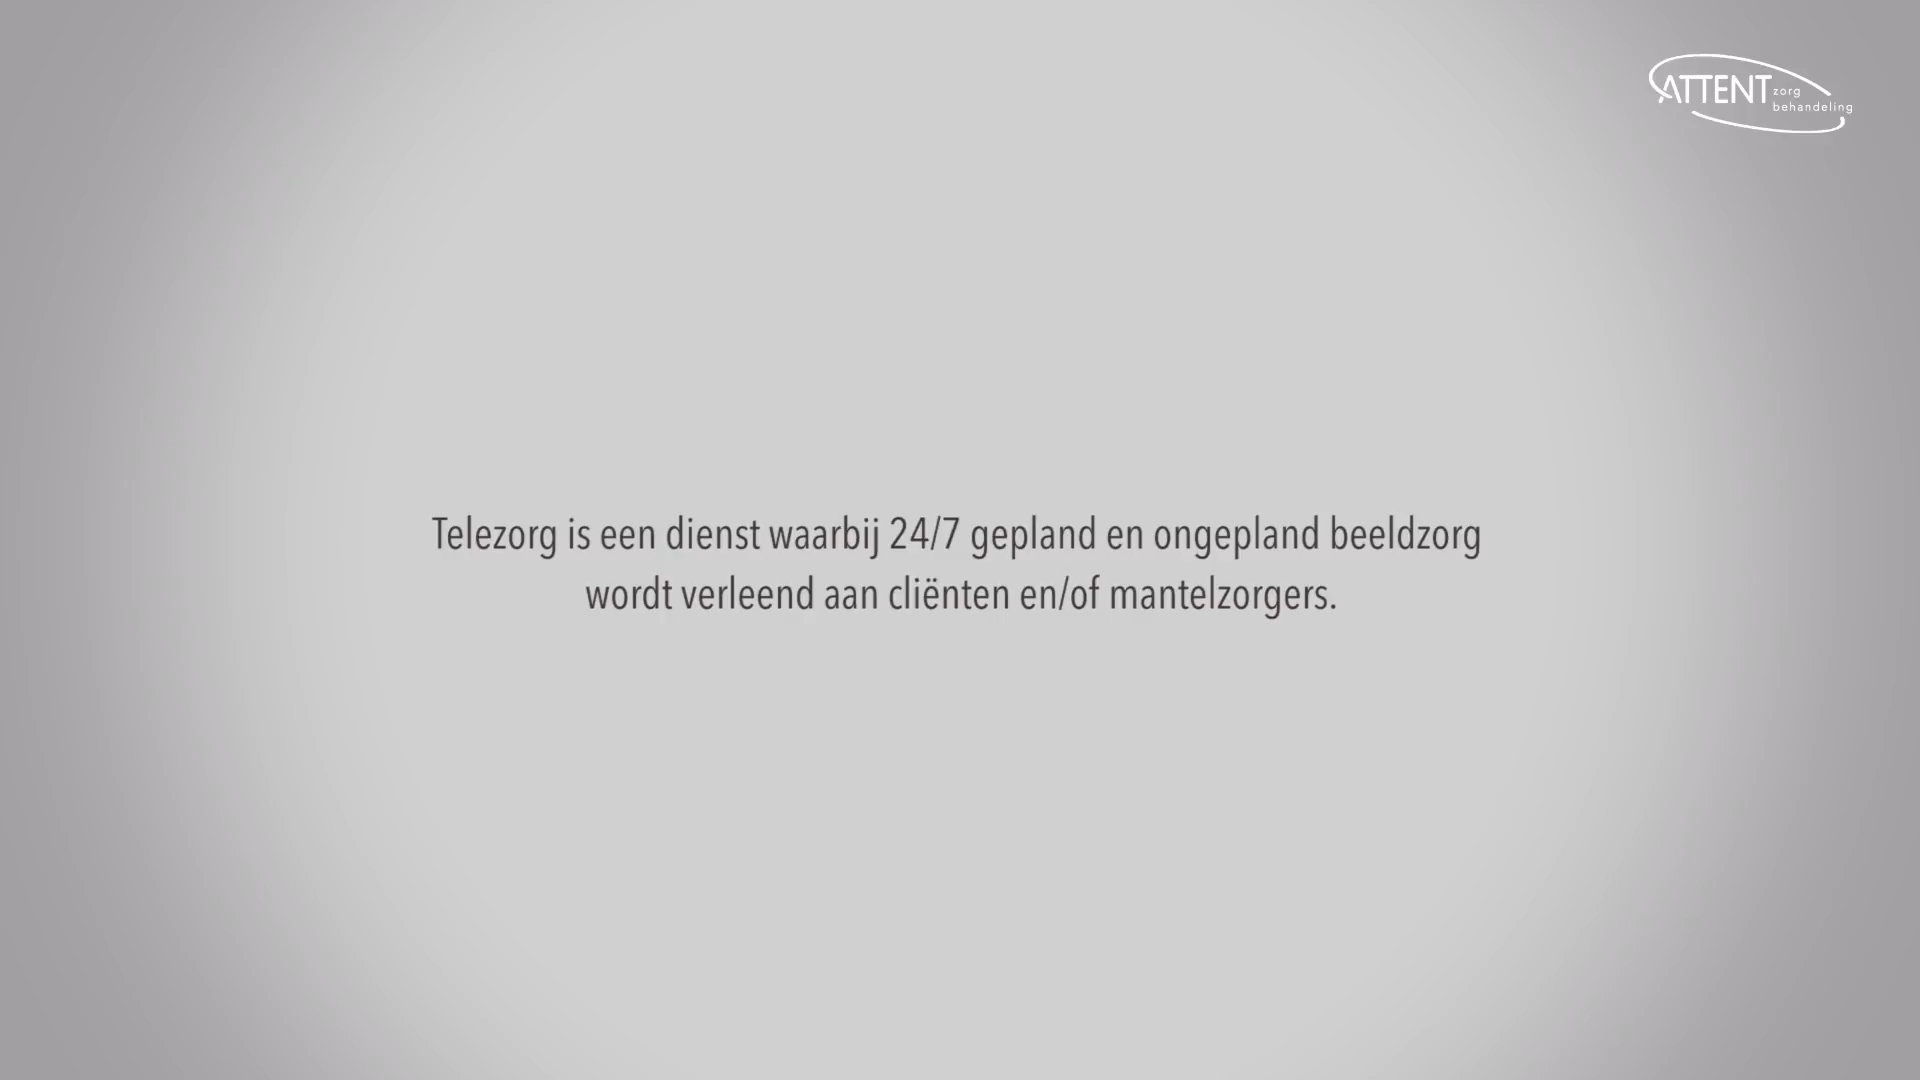 ATTENT zorg
behandeling
Telezorg is een dienst waarbij 24/7 gepland en ongepland beeldzorg
wordt verleend aan cliënten en/of mantelzorgers.